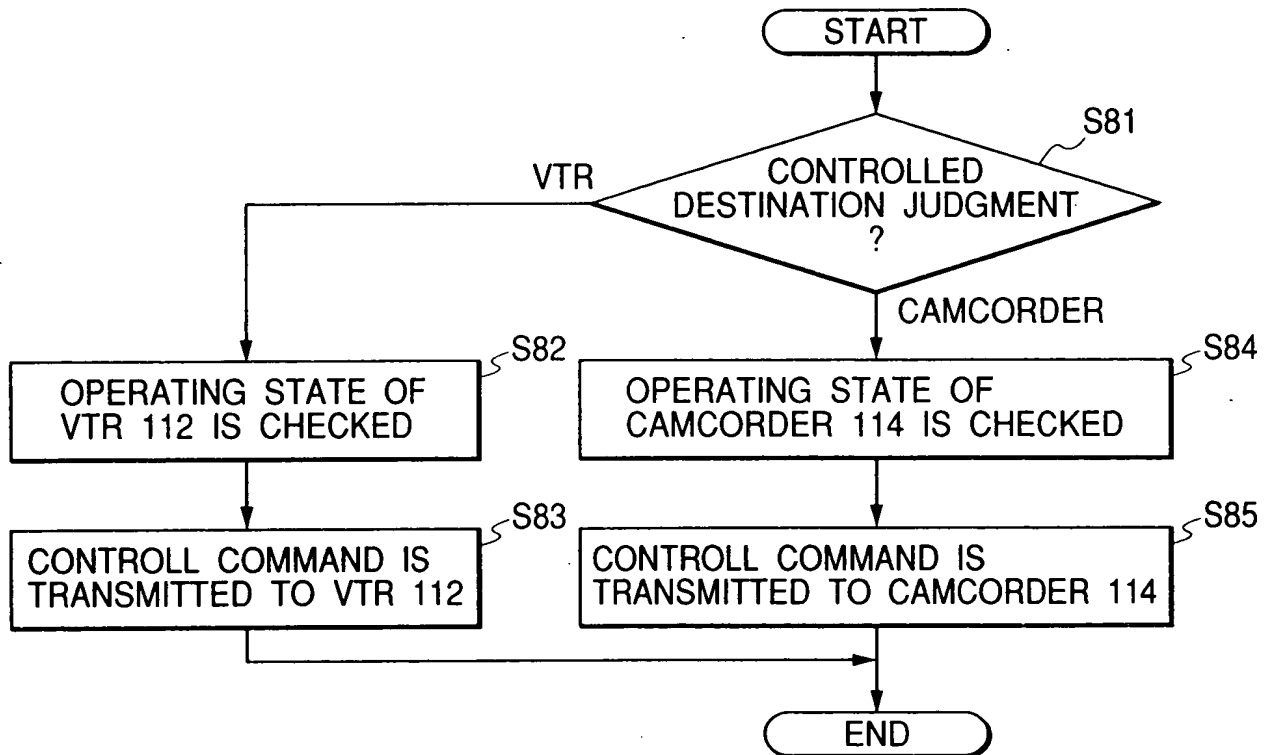 START
S81
CONTROLLED
DESTINATION JUDGMENT
?
VTR
CAMCORDER
S82
OPERATING STATE OF
VTR 112 IS CHECKED
S84
OPERATING STATE OF
CAMCORDER 114 IS CHECKED
S83
CONTROLL COMMAND IS
TRANSMITTED TO VTR 112
S85
CONTROLL COMMAND IS
TRANSMITTED TO CAMCORDER 114
END